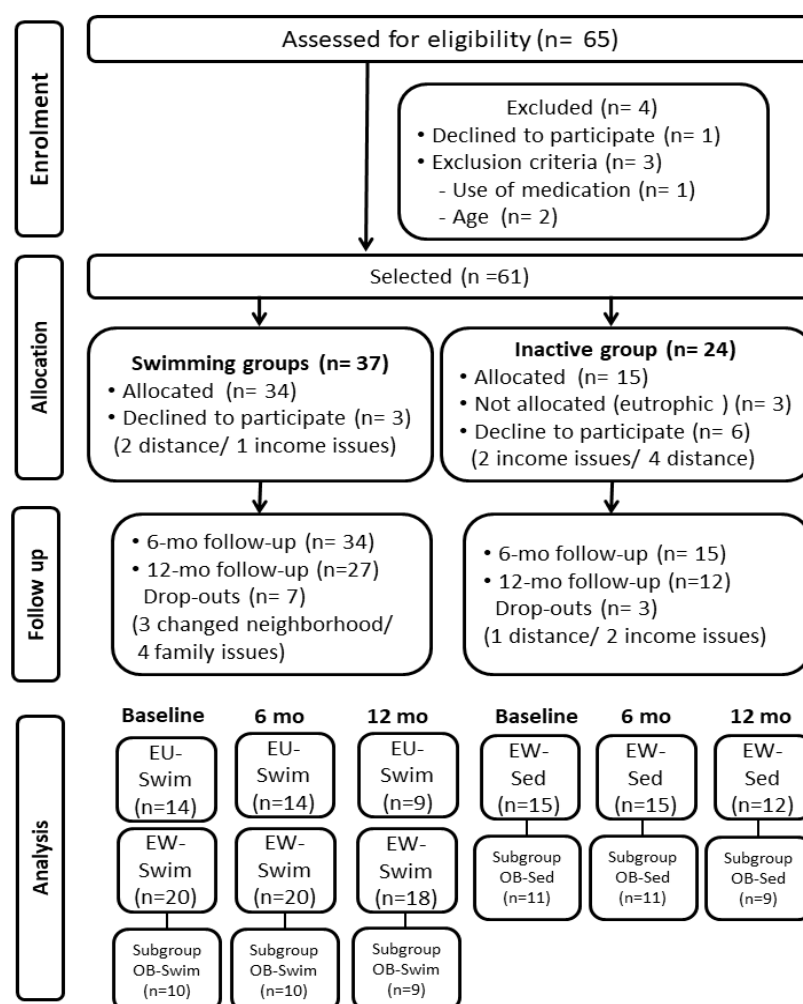 Enrolment
Assessed for eligibility (n= 65)
Excluded (n= 4)
• Declined to participate (n= 1)
• Exclusion criteria (n= 3)
- Use of medication (n= 1)
- Age (n= 2)
Allocation
Selected (n =61)
Swimming groups (n= 37)
• Allocated (n= 34)
• Declined to participate (n= 3)
(2 distance/ 1 income issues)
Inactive group (n= 24)
• Allocated (n= 15)
• Not allocated (eutrophic ) (n= 3)
• Decline to participate (n= 6)
(2 income issues/ 4 distance)
Follow up
• 6-mo follow-up (n= 34)
• 12-mo follow-up (n=27)
Drop-outs (n= 7)
(3 changed neighborhood/
4 family issues)
• 6-mo follow-up (n= 15)
• 12-mo follow-up (n=12)
Drop-outs (n= 3)
(1 distance/ 2 income issues)
Analysis
Baseline
6 mo
12 mo
Baseline
6 mo
12 mo
EU-
Swim
(n=14)
EU-
Swim
(n=14)
EU-
Swim
(n=9)
EW-
Sed
(n=15)
EW-
Sed
(n=15)
EW-
Sed
(n=12)
EW-
Swim
(n=20)
EW-
Swim
(n=20)
EW-
Swim
(n=18)
Subgroup
OB-Sed
(n=11)
Subgroup
OB-Sed
(n=11)
Subgroup
OB-Sed
(n=9)
Subgroup
OB-Swim
(n=10)
Subgroup
OB-Swim
(n=10)
Subgroup
OB-Swim
(n=9)